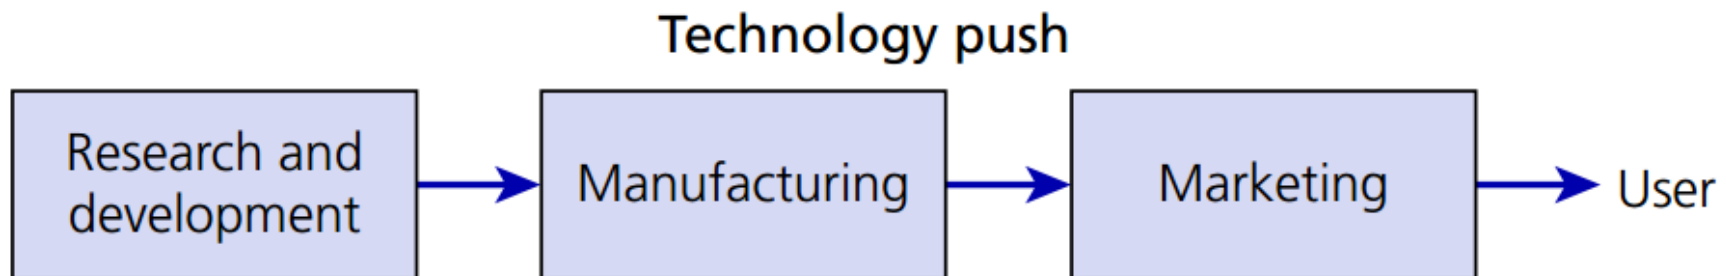 Technology push
Research and
development
Manufacturing
Marketing
User